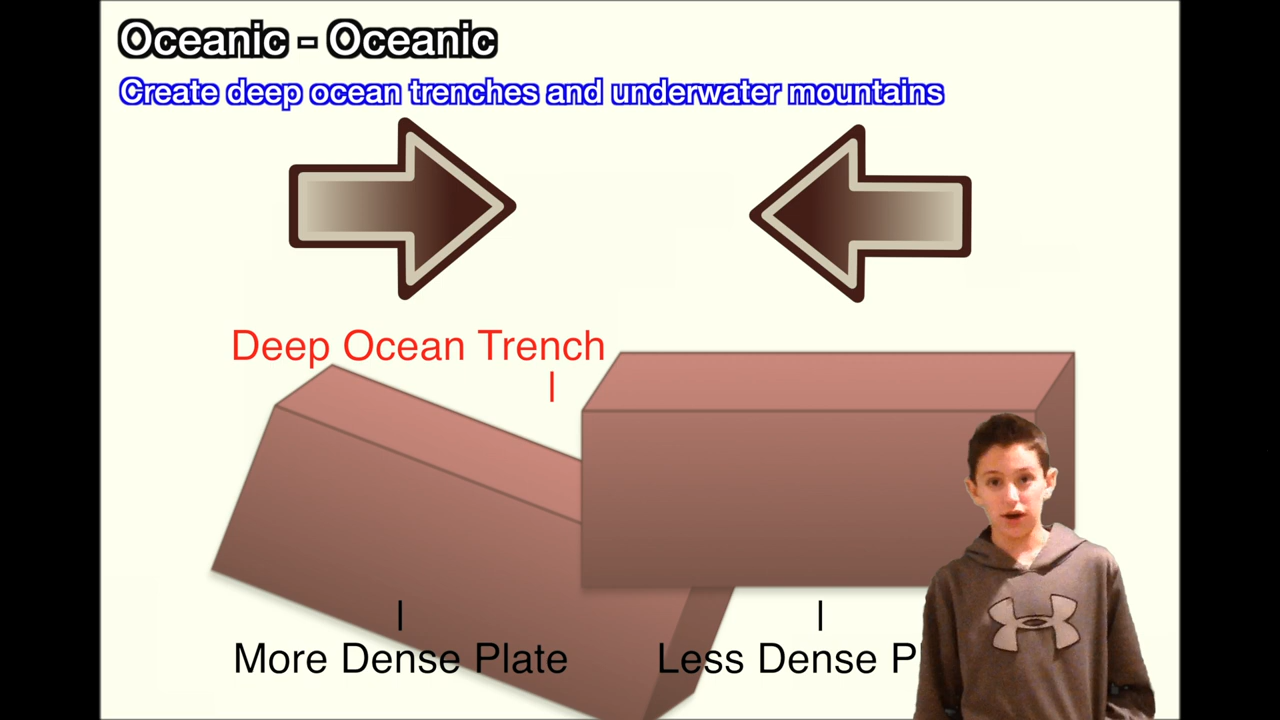 Oceanic - Oceanic
Create deep ocean trenches and underwater mountains
Deep Ocean Trench
More Dense Plate
Less Dense P